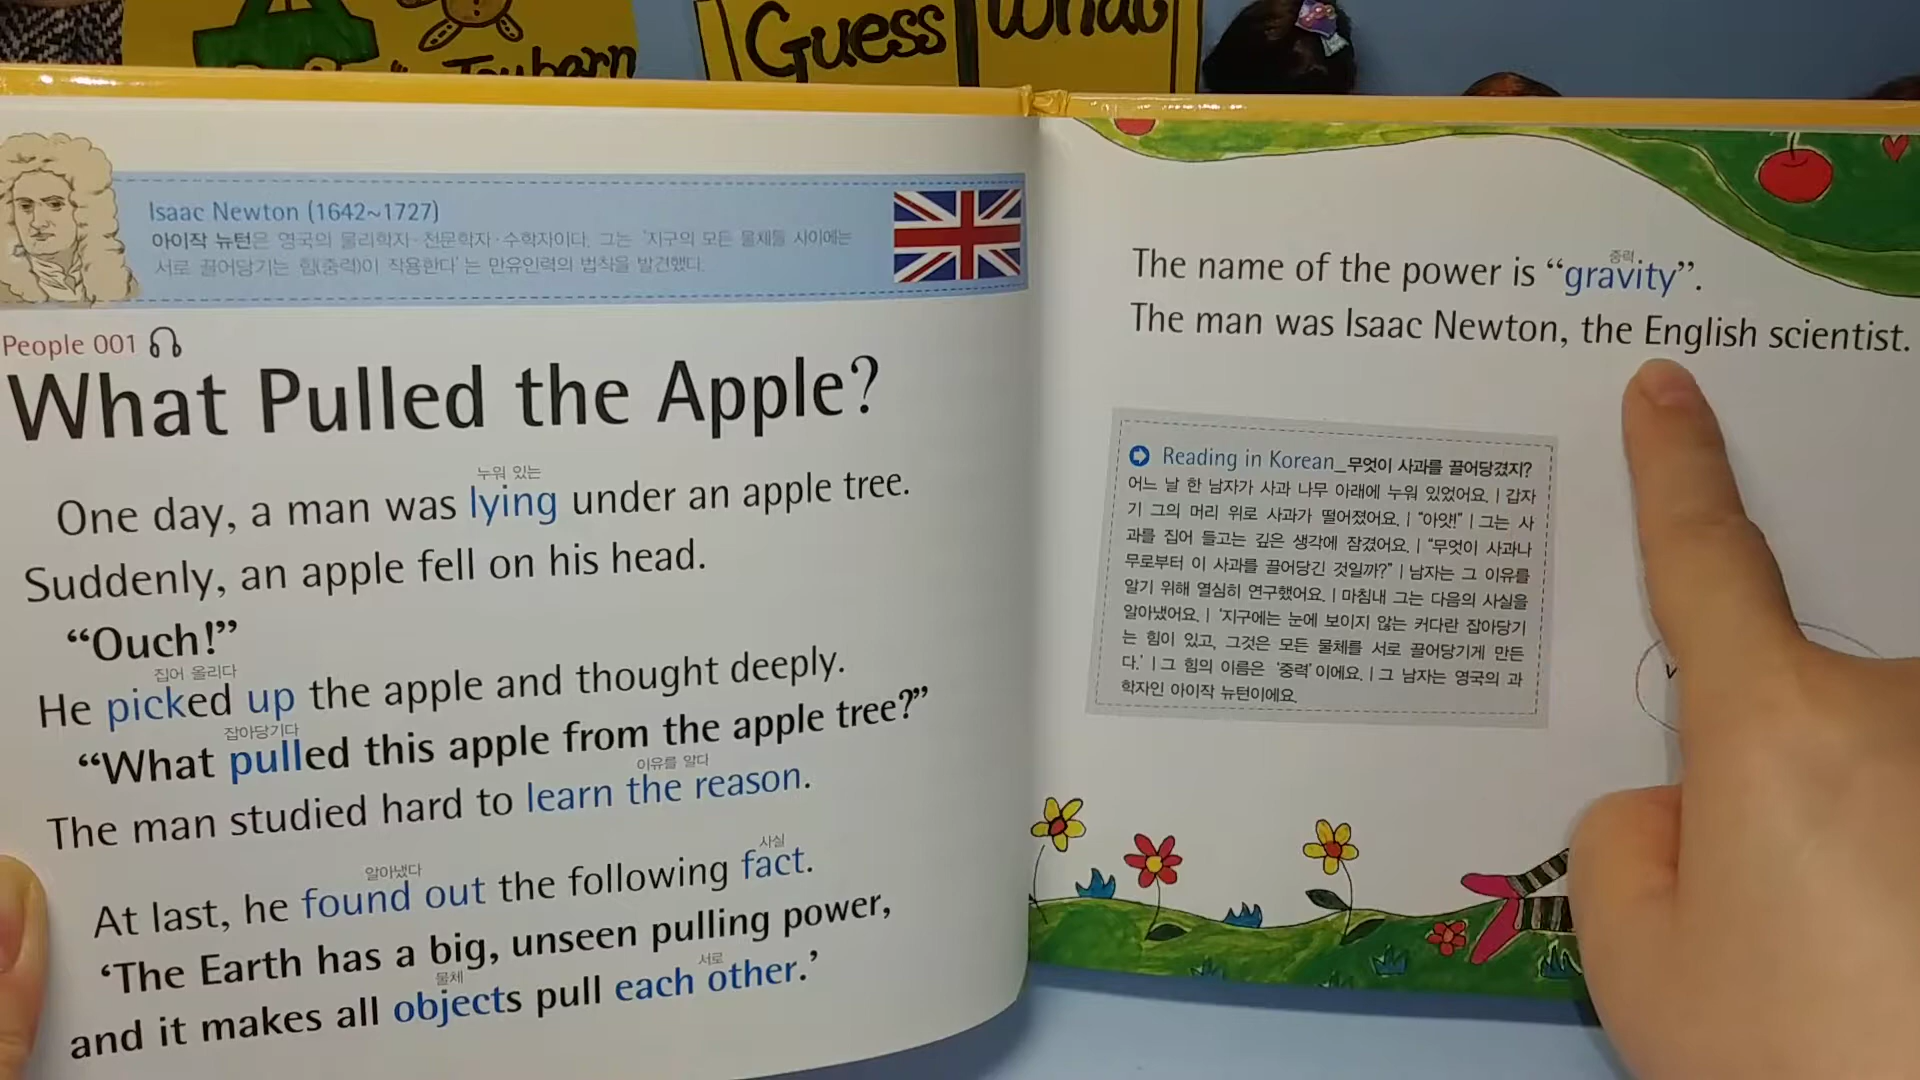 Toybarn
Guess What
Isaac Newton (1642~1727)
아이작 뉴턴은 영국의 물리학자·천문학자·수학자이다. 그는 '지구의 모든 물체들 사이에는
서로 끌어당기는 힘(중력)이 작용한다'는 만유인력의 법칙을 발견했다.
People 001
What Pulled the Apple?
누워 있는
One day, a man was lying under an apple tree.
Suddenly, an apple fell on his head.
“Ouch!”
집어 올리다
He picked up the apple and thought deeply.
잡아당기다
“What pulled this apple from the apple tree?”
이유를 알다
The man studied hard to learn the reason.
알아냈다 사실
At last, he found out the following fact.
‘The Earth has a big, unseen pulling power,
물체 서로
and it makes all objects pull each other.’
중력
The name of the power is “gravity”.
The man was Isaac Newton, the English scientist.
Reading in Korean_무엇이 사과를 끌어당겼지?
어느 날 한 남자가 사과 나무 아래에 누워 있었어요. | 갑자
기 그의 머리 위로 사과가 떨어졌어요. | “아얏!” | 그는 사
과를 집어 들고는 깊은 생각에 잠겼어요. | “무엇이 사과나
무로부터 이 사과를 끌어당긴 것일까?” | 남자는 그 이유를
알기 위해 열심히 연구했어요. | 마침내 그는 다음의 사실을
알아냈어요. | ‘지구에는 눈에 보이지 않는 커다란 잡아당기
는 힘이 있고, 그것은 모든 물체를 서로 끌어당기게 만든
다.’ | 그 힘의 이름은 ‘중력’이에요. | 그 남자는 영국의 과
학자인 아이작 뉴턴이에요.